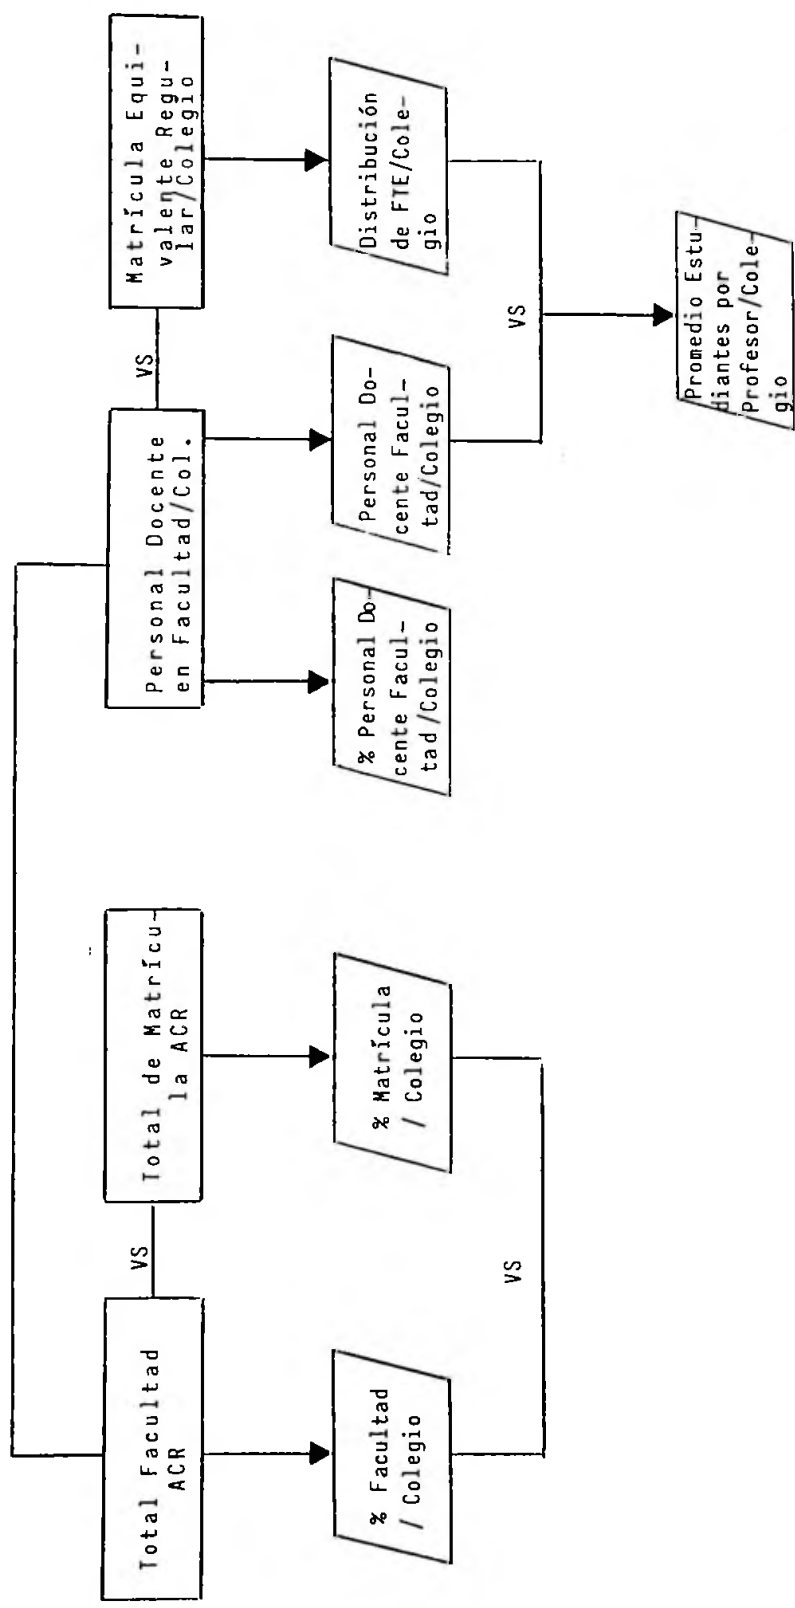 Total Facultad
ACR
VS
Total de Matrícu-
la ACR
Personal Docente
en Facultad/Col.
VS
Matrícula Equi-
valente Regu-
lar/Colegio
% Facultad
/ Colegio
% Matrícula
/ Colegio
% Personal Do-
cente Facul-
tad/Colegio
Personal Do-
cente Facul-
tad/Colegio
Distribución
de FTE/Cole-
gio
VS
VS
Promedio Estu-
diantes por
Profesor/Cole-
gio